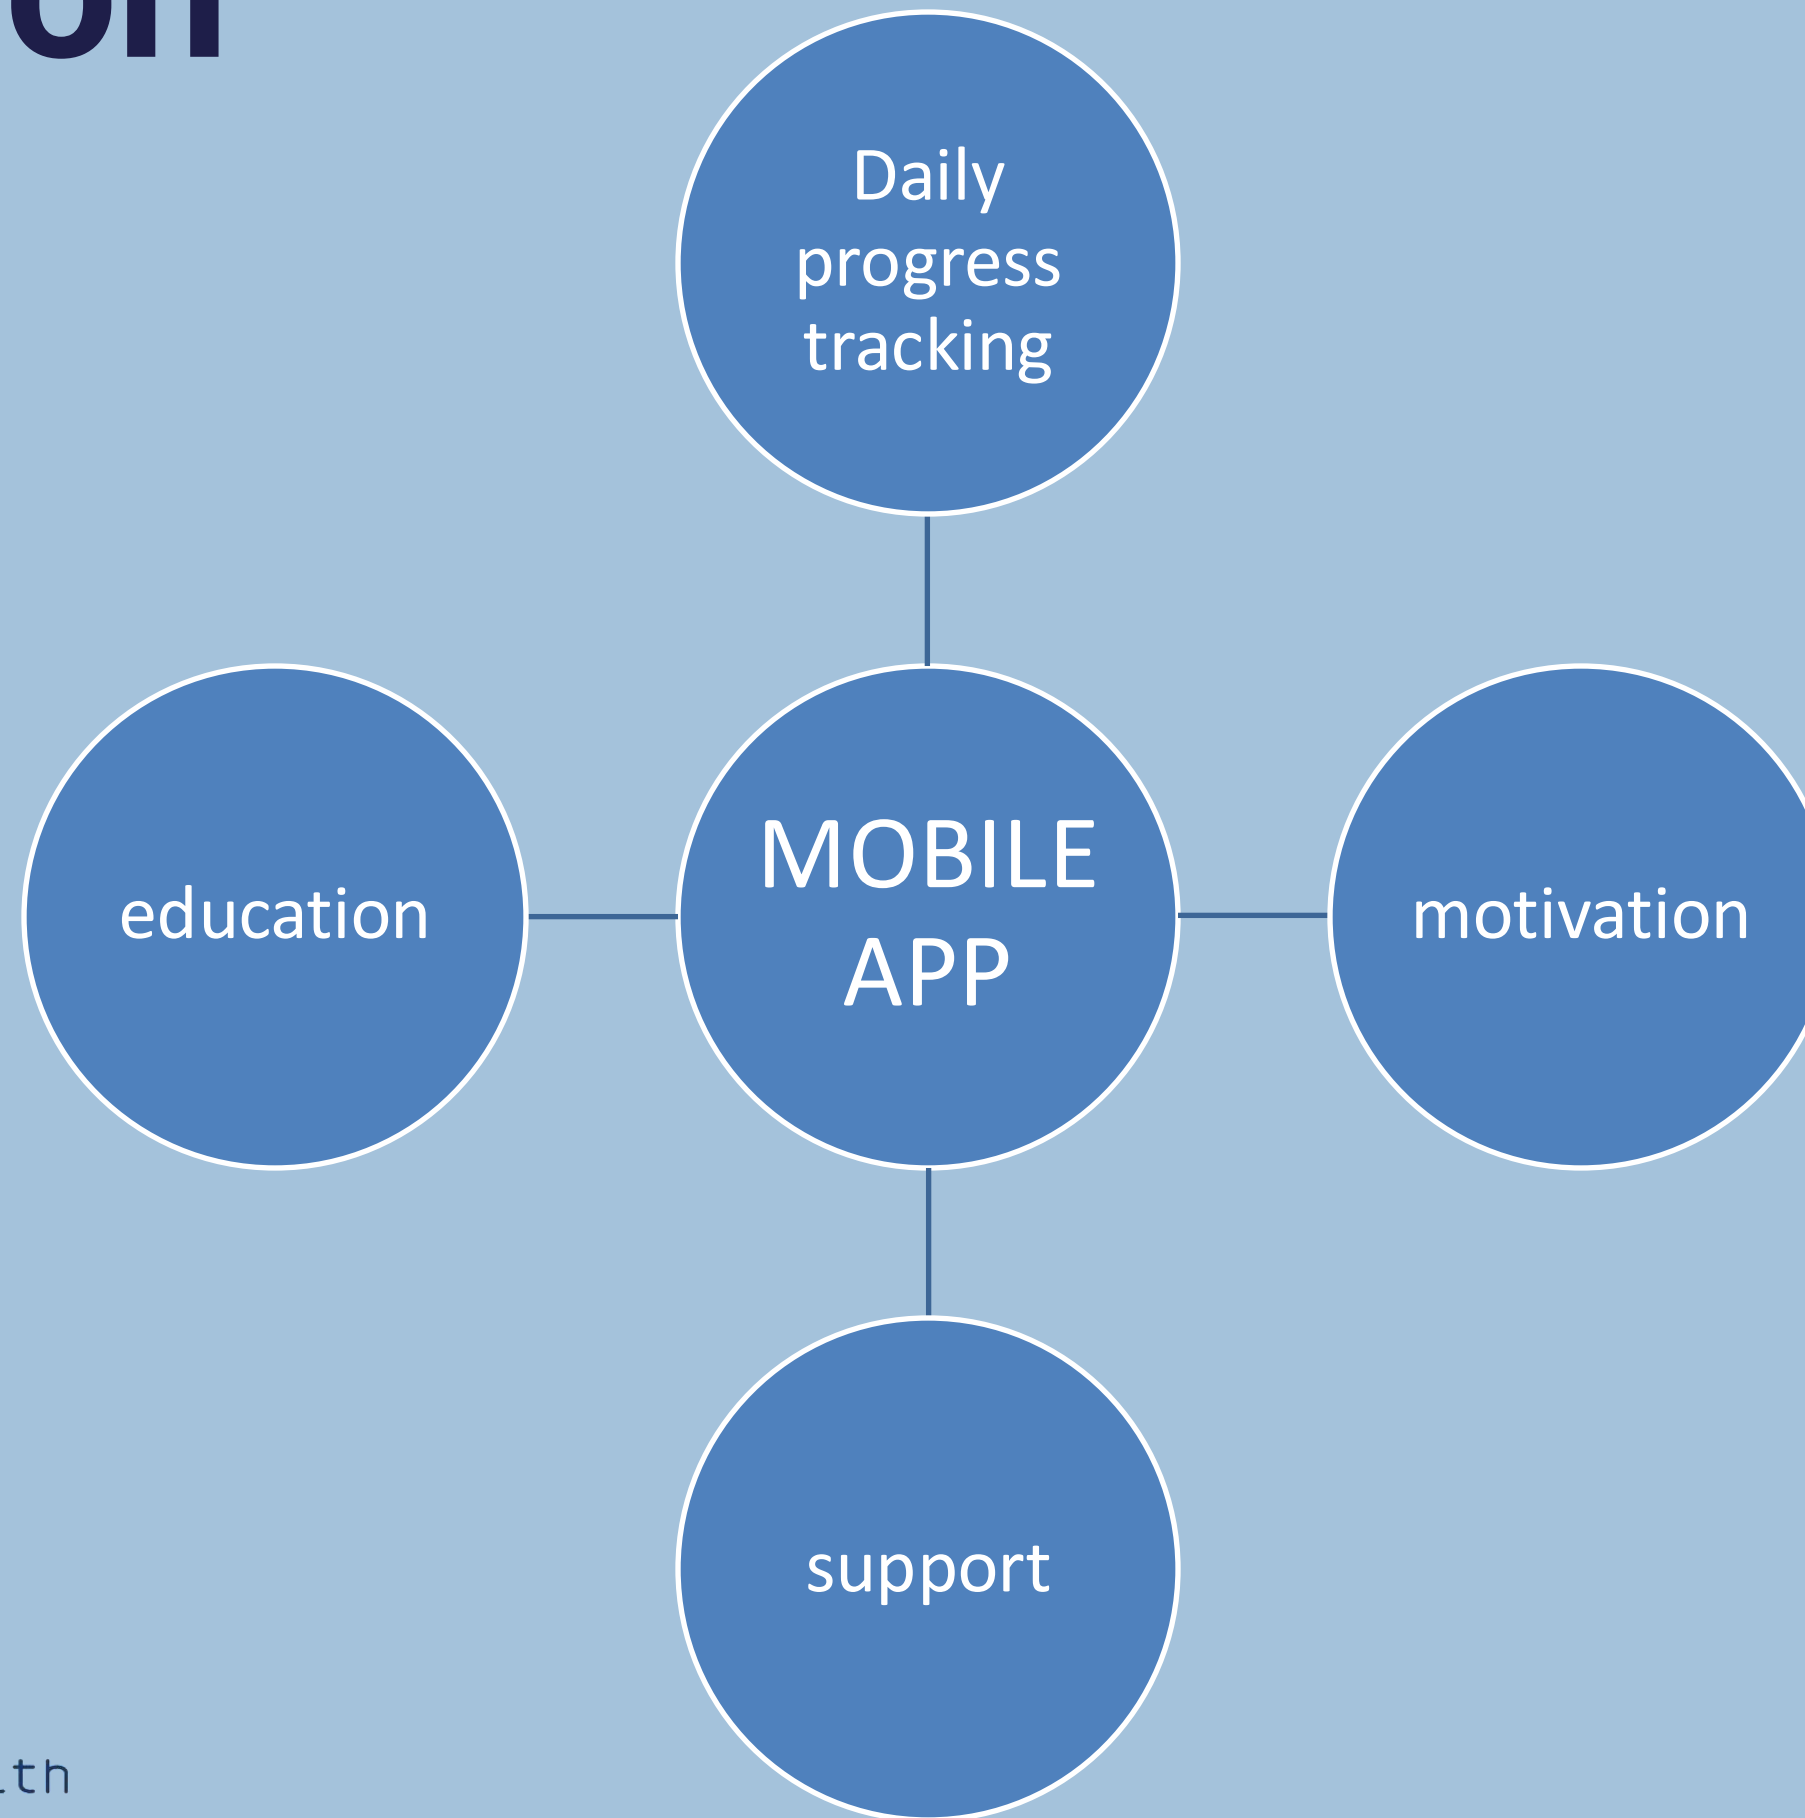 Daily
progress
tracking
education
MOBILE
APP
motivation
support